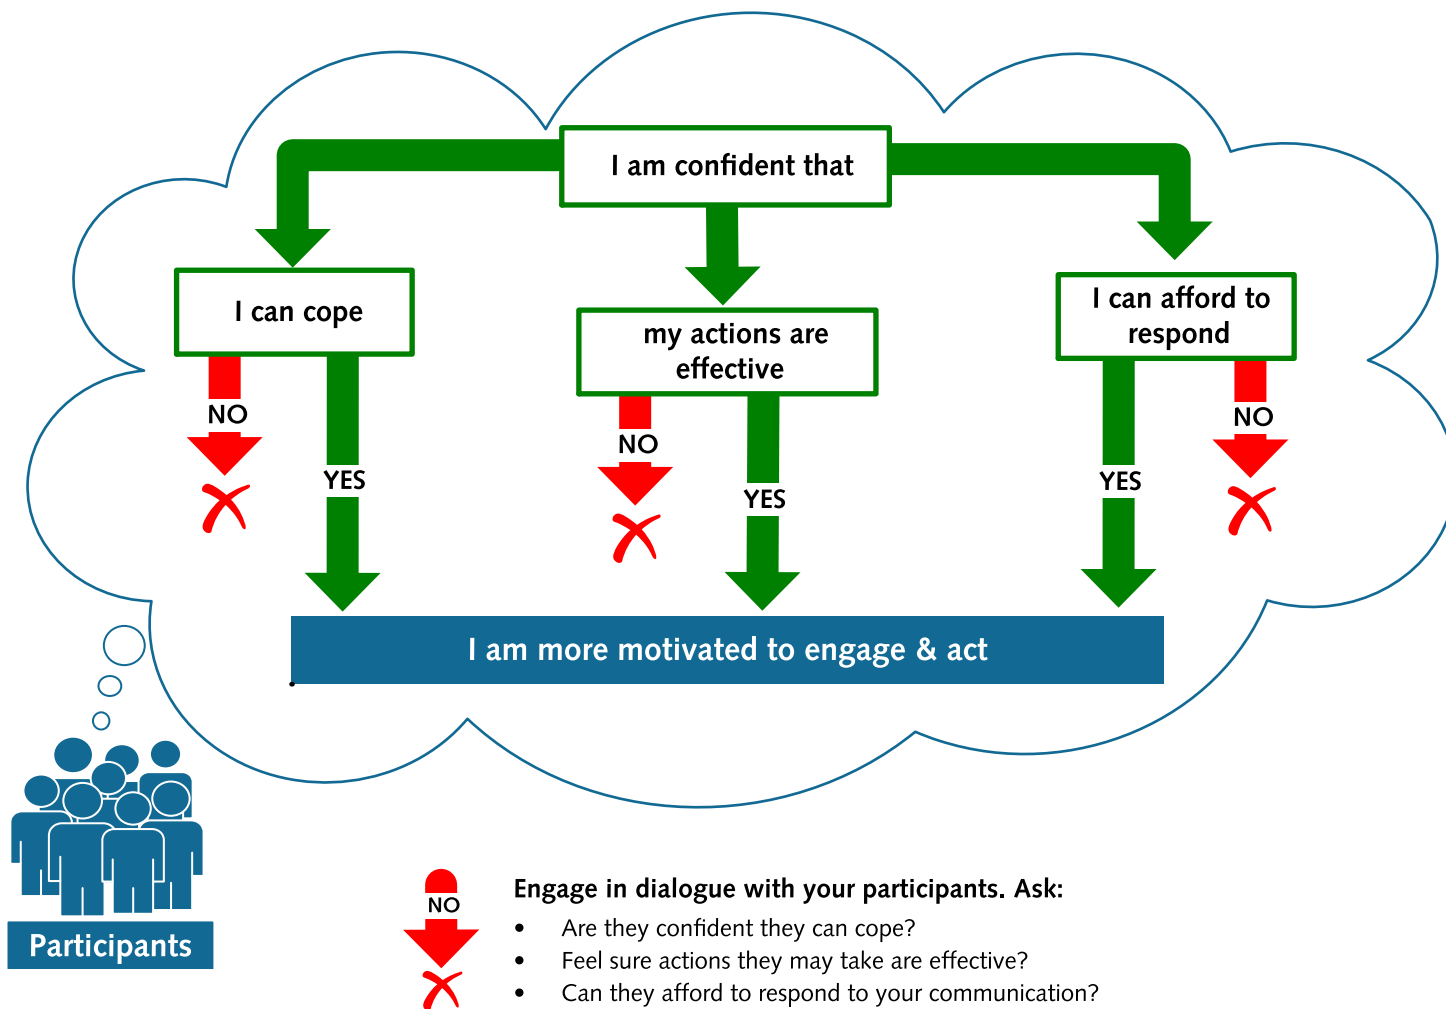 I am confident that
I can cope
my actions are
effective
I can afford to
respond
NO
YES
NO
YES
YES
NO
I am more motivated to engage & act
Participants
NO
Engage in dialogue with your participants. Ask:
• Are they confident they can cope?
• Feel sure actions they may take are effective?
• Can they afford to respond to your communication?